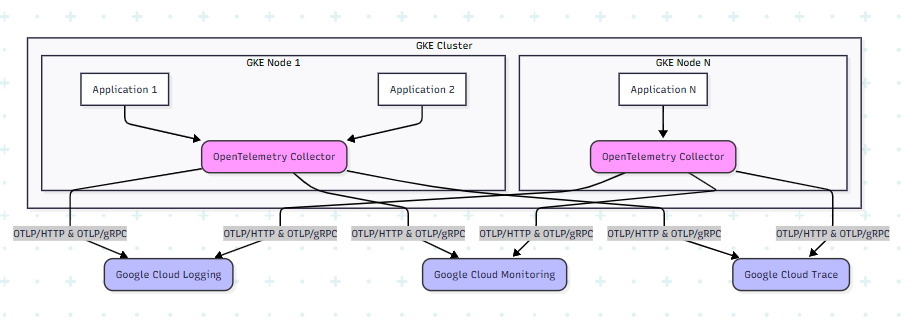 GKE Cluster
GKE Node 1
GKE Node N
Application 1
Application 2
Application N
OpenTelemetry Collector
OpenTelemetry Collector
OTLP/HTTP & OTLP/gRPC
OTLP/HTTP & OTLP/gRPC
OTLP/HTTP & OTLP/gRPC
OTLP/HTTP & OTLP/gRPC
OTLP/HTTP & OTLP/gRPC
OTLP/HTTP & OTLP/gRPC
Google Cloud Logging
Google Cloud Monitoring
Google Cloud Trace